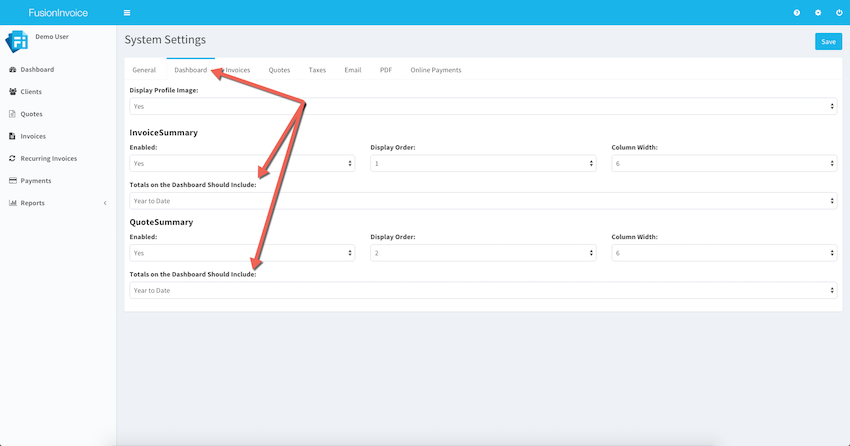 FusionInvoice
Demo User
System Settings
Save
Dashboard
Clients
Quotes
Invoices
Recurring Invoices
Payments
Reports
General Dashboard Invoices Quotes Taxes Email PDF Online Payments
Display Profile Image:
Yes
InvoiceSummary
Enabled: Display Order: Column Width:
Yes 1 6
Totals on the Dashboard Should Include:
Year to Date
QuoteSummary
Enabled: Display Order: Column Width:
Yes 2 6
Totals on the Dashboard Should Include:
Year to Date